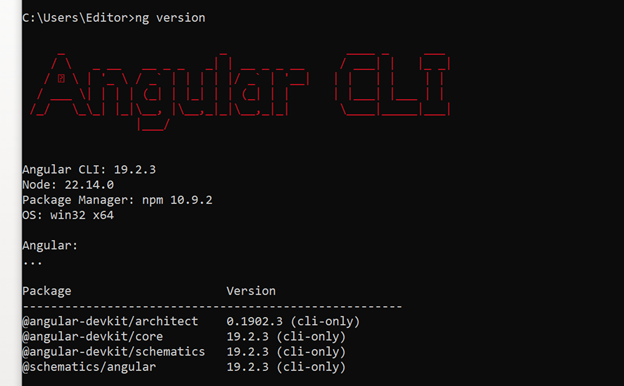 C:\Users\Editor>ng version
Angular CLI
Angular CLI: 19.2.3
Node: 22.14.0
Package Manager: npm 10.9.2
OS: win32 x64
Angular:
...
Package Version
------------------------------------------------------
@angular-devkit/architect 0.1902.3 (cli-only)
@angular-devkit/core 19.2.3 (cli-only)
@angular-devkit/schematics 19.2.3 (cli-only)
@schematics/angular 19.2.3 (cli-only)